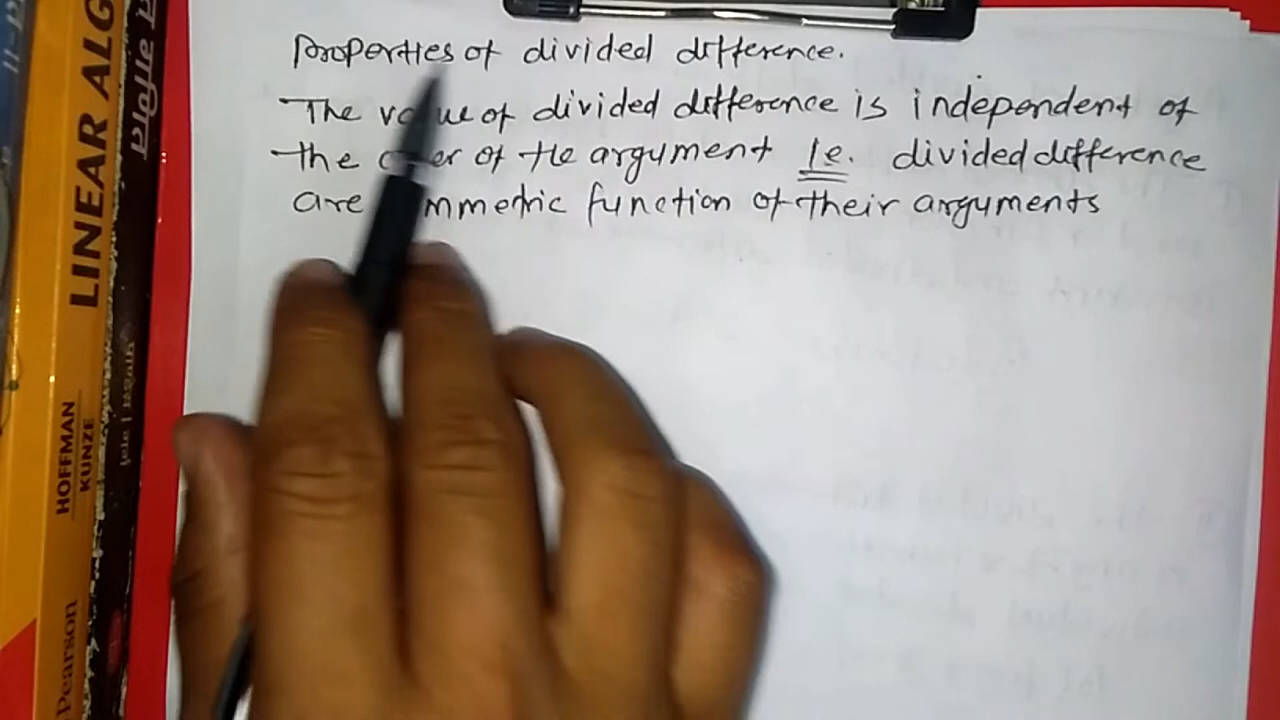 Properties of divided difference.
The value of divided difference is independent of
the of the argument Ie. divided difference
are function of their arguments
LINEAR ALG
HOFFMAN
KUNZE
Pearson